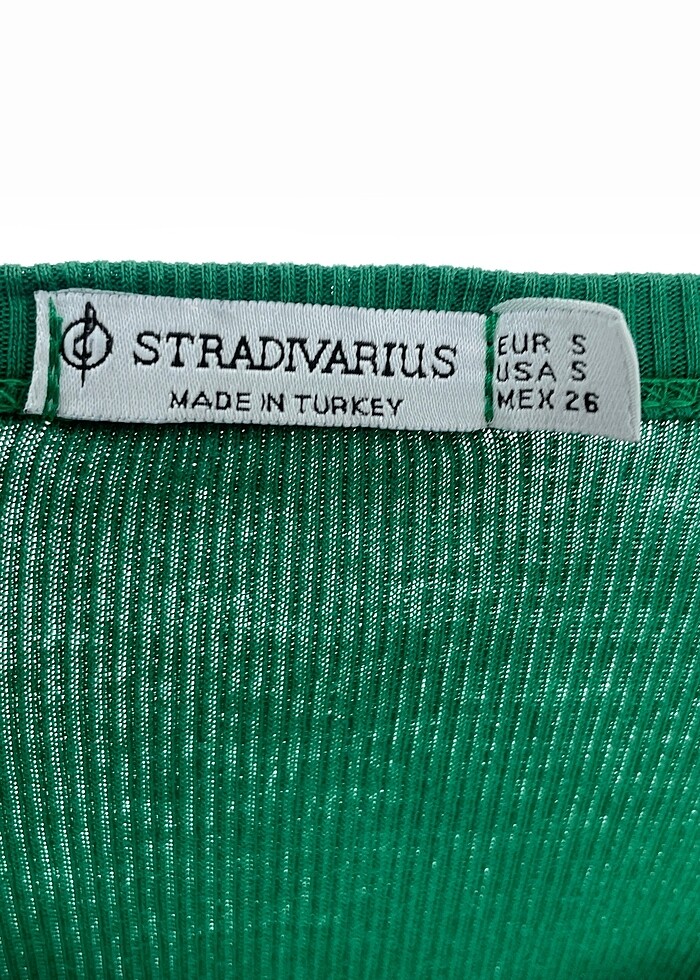 STRADIVARIUS
MADE IN TURKEY
EUR S
USA S
MEX 26